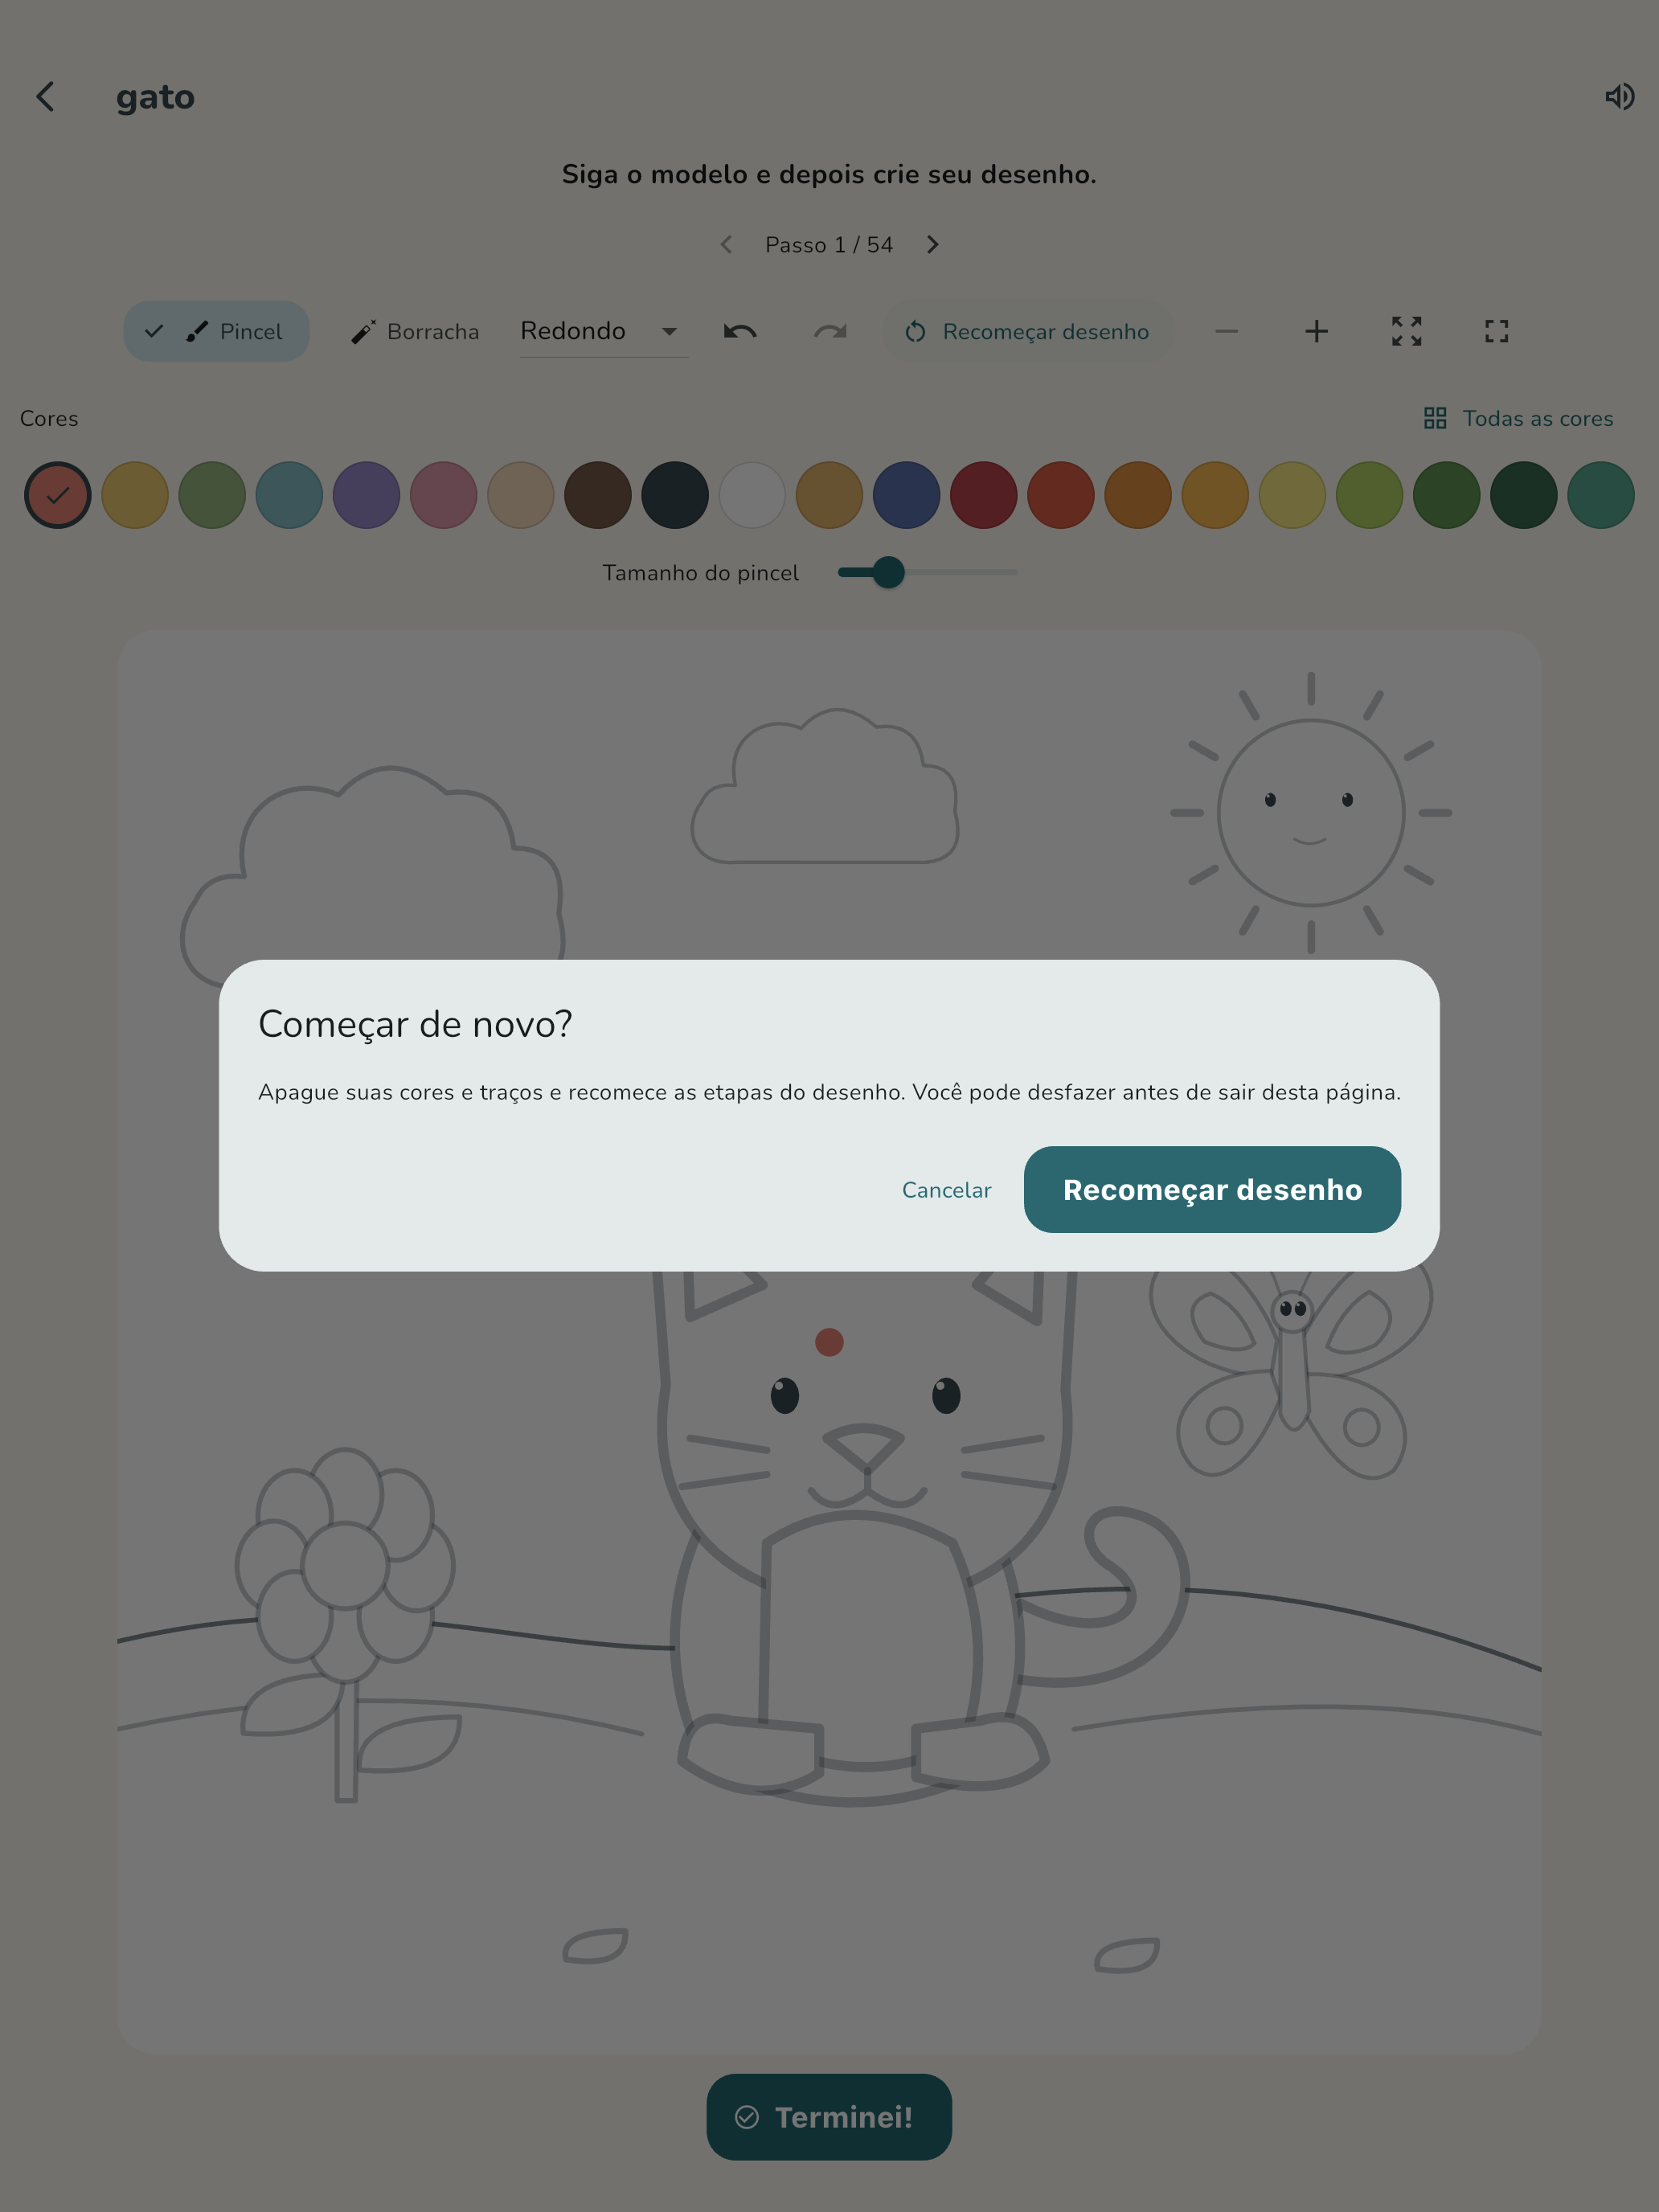 gato
Siga o modelo e depois crie seu desenho.
Passo 1 / 54
Pincel
Borracha
Redondo
Recomeçar desenho
Cores
Todas as cores
Tamanho do pincel
Começar de novo?
Apague suas cores e traços e recomece as etapas do desenho. Você pode desfazer antes de sair desta página.
Cancelar
Recomeçar desenho
Terminei!